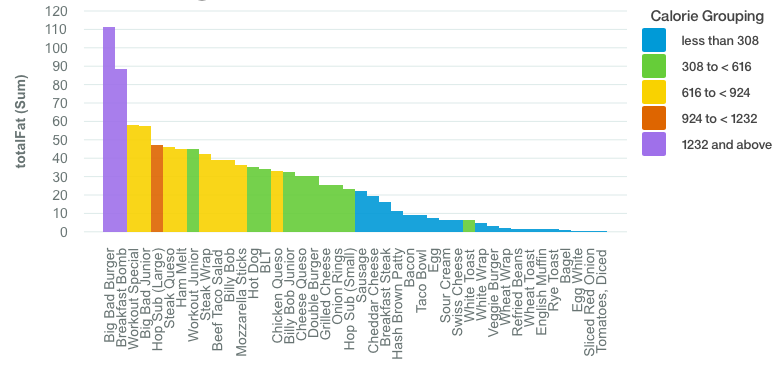 120
110
100
90
80
70
60
50
40
30
20
10
0
totalFat (Sum)
Big Bad Burger
Breakfast Bomb
Workout Special
Big Bad Junior
Hop Sub (Large)
Steak Queso
Ham Melt
Workout Junior
Steak Wrap
Beef Taco Salad
Billy Bob
Mozzarella Sticks
Hot Dog
BLT
Chicken Queso
Billy Bob Junior
Cheese Queso
Double Burger
Grilled Cheese
Onion Rings
Hop Sub (Small)
Sausage
Cheddar Cheese
Breakfast Steak
Hash Brown Patty
Bacon
Taco Bowl
Egg
Sour Cream
Swiss Cheese
White Toast
White Wrap
Veggie Burger
Wheat Wrap
Refried Beans
Wheat Toast
English Muffin
Rye Toast
Bagel
Egg White
Sliced Red Onion
Tomatoes, Diced
Calorie Grouping
less than 308
308 to < 616
616 to < 924
924 to < 1232
1232 and above